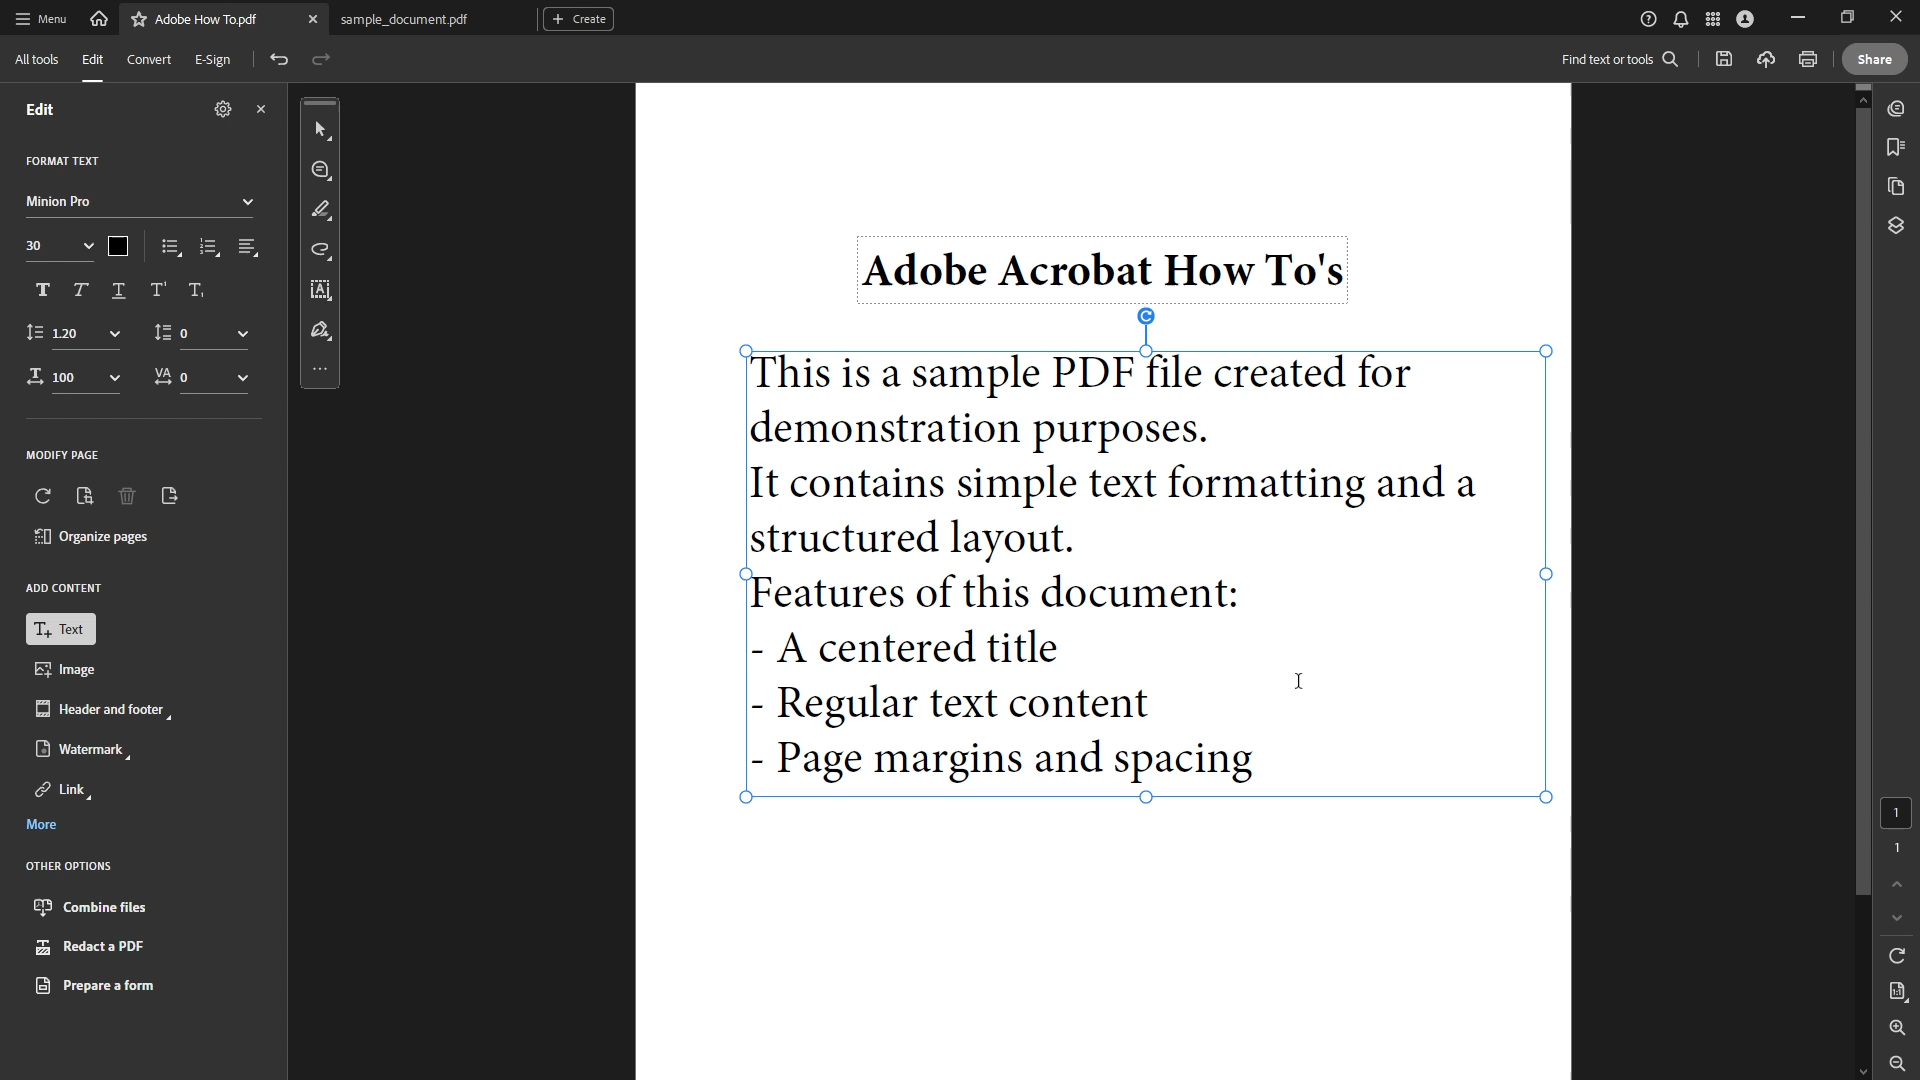 Menu
Adobe How To.pdf
sample_document.pdf
Create
All tools
Edit
Convert
E-Sign
Find text or tools
Share
Edit
FORMAT TEXT
Minion Pro
30
1.20
0
100
0
MODIFY PAGE
Organize pages
ADD CONTENT
Text
Image
Header and footer
Watermark
Link
More
OTHER OPTIONS
Combine files
Redact a PDF
Prepare a form
Adobe Acrobat How To's
This is a sample PDF file created for
demonstration purposes.
It contains simple text formatting and a
structured layout.
Features of this document:
- A centered title
- Regular text content
- Page margins and spacing
1
1